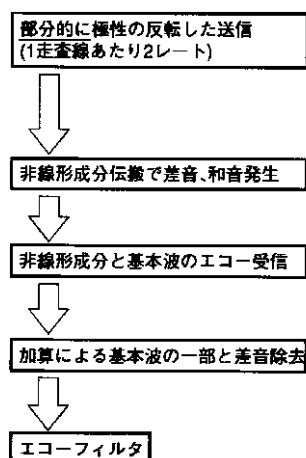 部分的に極性の反転した送信
(1走査線あたり2レート)
非線形成分伝搬で差音、和音発生
非線形成分と基本波のエコー受信
加算による基本波の一部と差音除去
エコーフィルタ